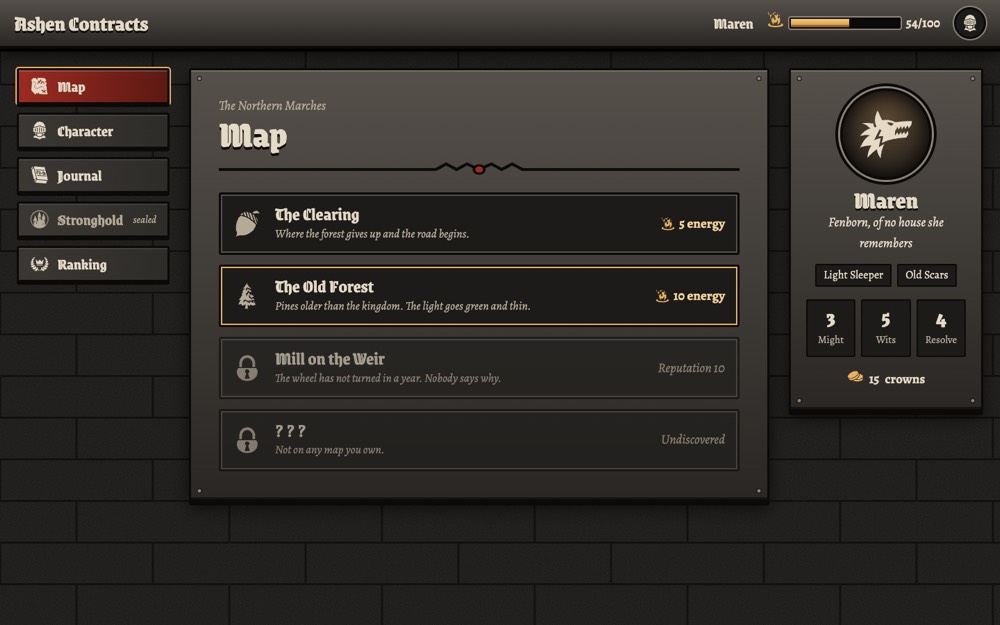 Ashen Contracts
Maren
54/100
Map
Character
Journal
Stronghold sealed
Ranking
The Northern Marches
Map
The Clearing
Where the forest gives up and the road begins.
5 energy
The Old Forest
Pines older than the kingdom. The light goes green and thin.
10 energy
Mill on the Weir
The wheel has not turned in a year. Nobody says why.
Reputation 10
? ? ?
Not on any map you own.
Undiscovered
Maren
Fenborn, of no house she
remembers
Light Sleeper
Old Scars
3
Might
5
Wits
4
Resolve
15 crowns